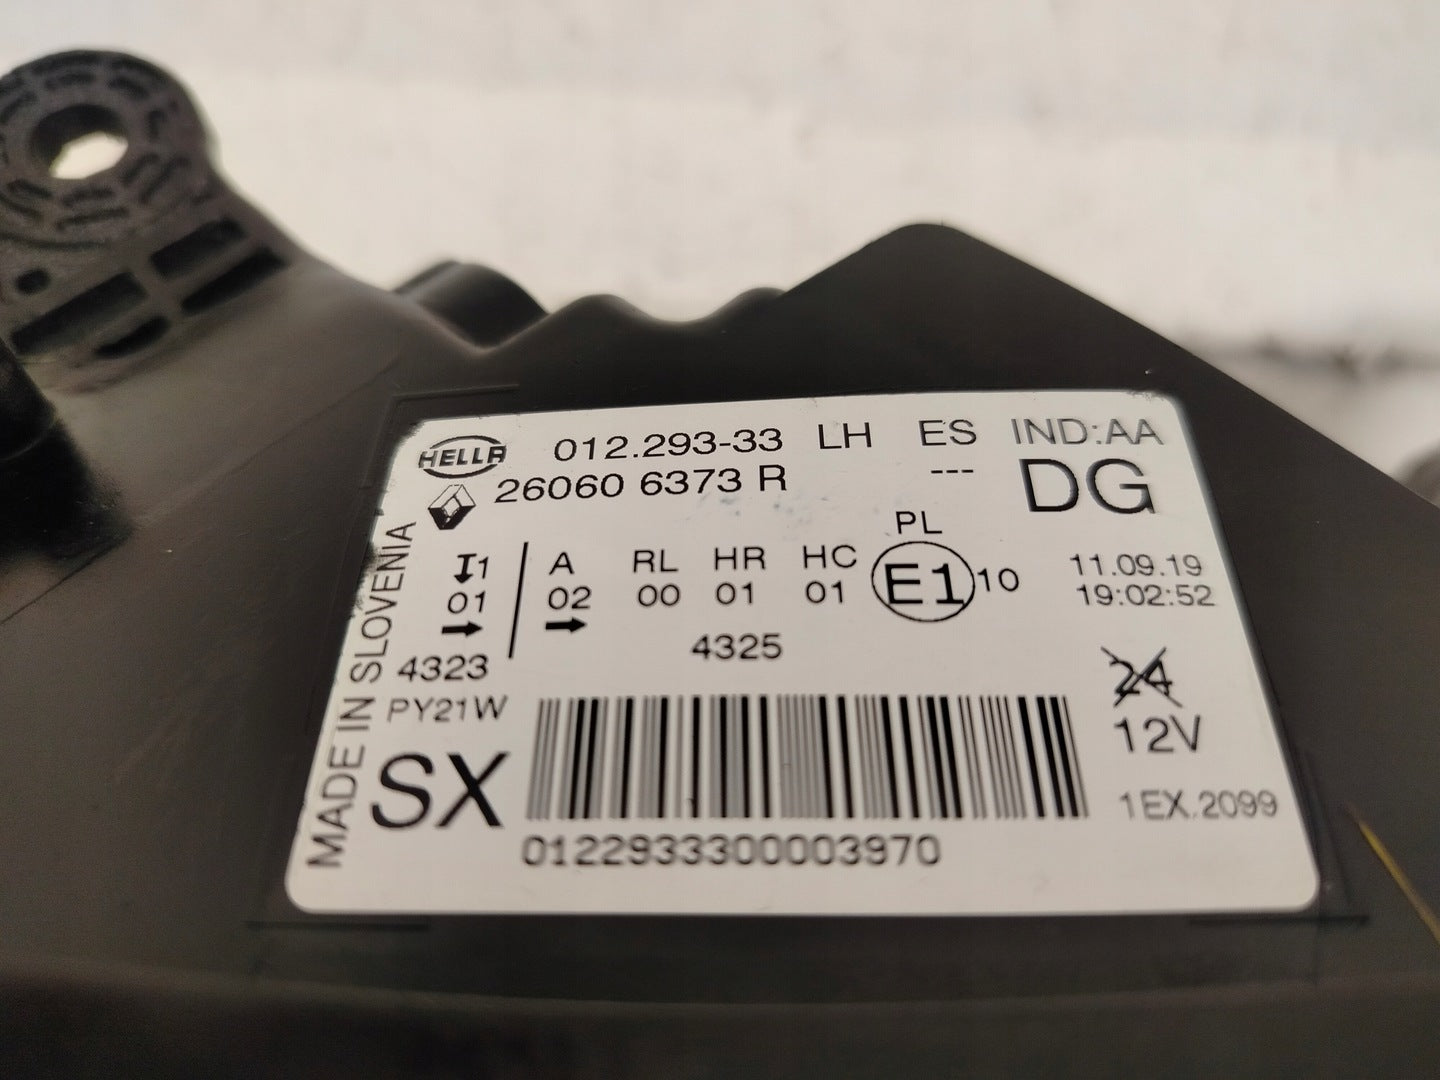 HELLA 012.293-33 LH ES IND:AA
26060 6373 R --- DG
PL
1 A RL HR HC E1 10 11.09.19
01 02 00 01 01 19:02:52
4323 4325
24
PY21W 12V
SX
1EX.2099
01229333300003970
MADE IN SLOVENIA